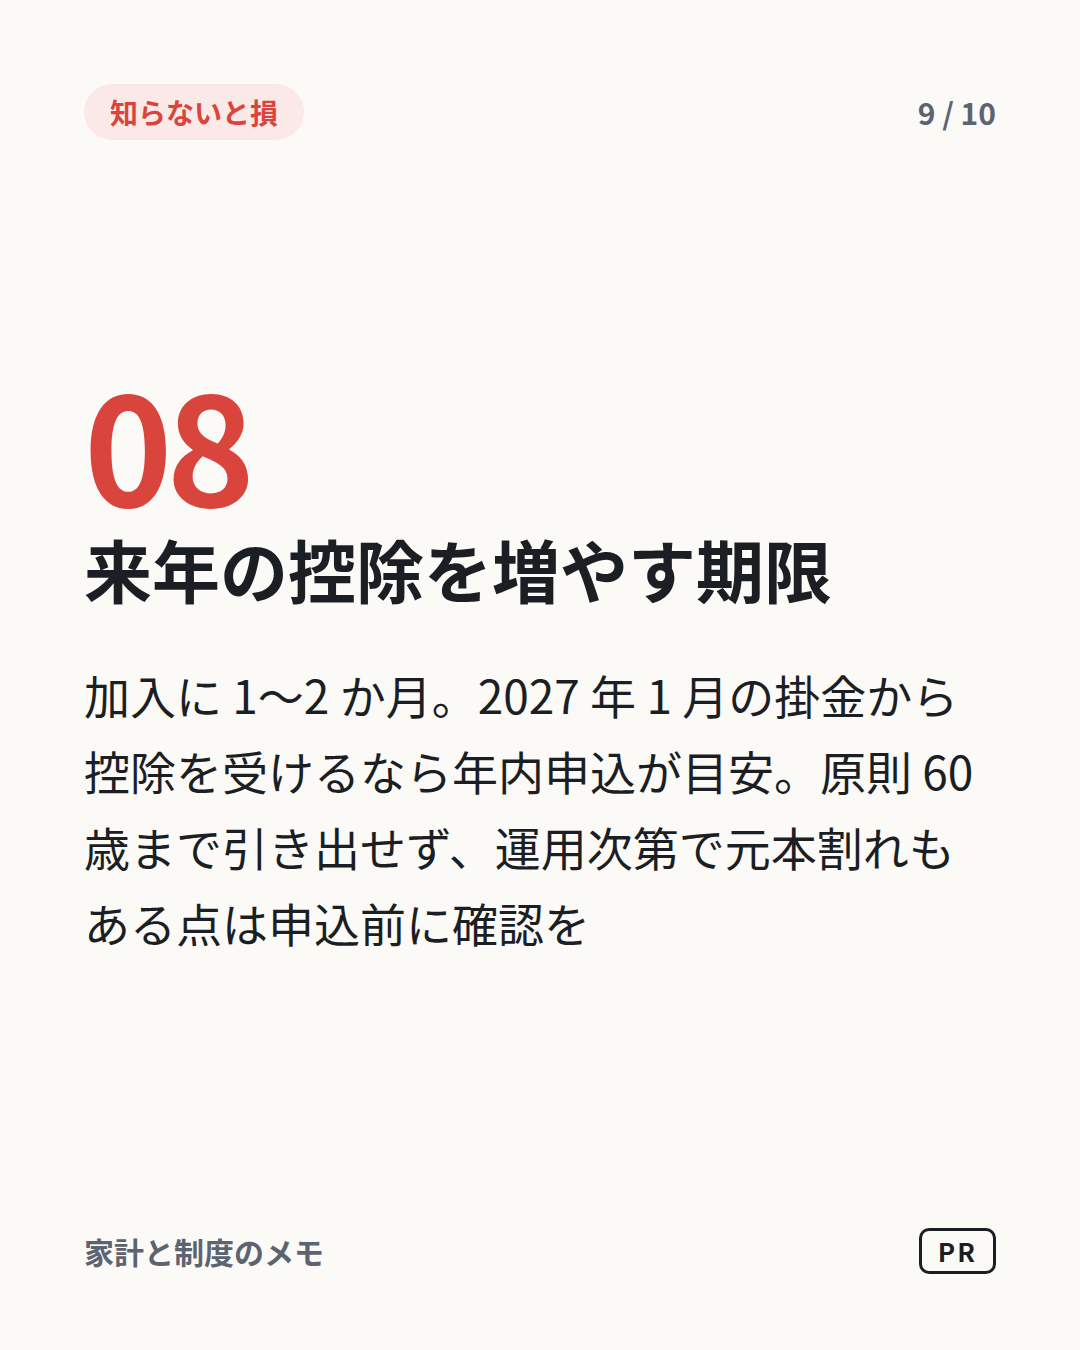 知らないと損
9 / 10
08
来年の控除を増やす期限
加入に 1〜2 か月。2027 年 1 月の掛金から
控除を受けるなら年内申込が目安。原則 60
歳まで引き出せず、運用次第で元本割れも
ある点は申込前に確認を
家計と制度のメモ
PR